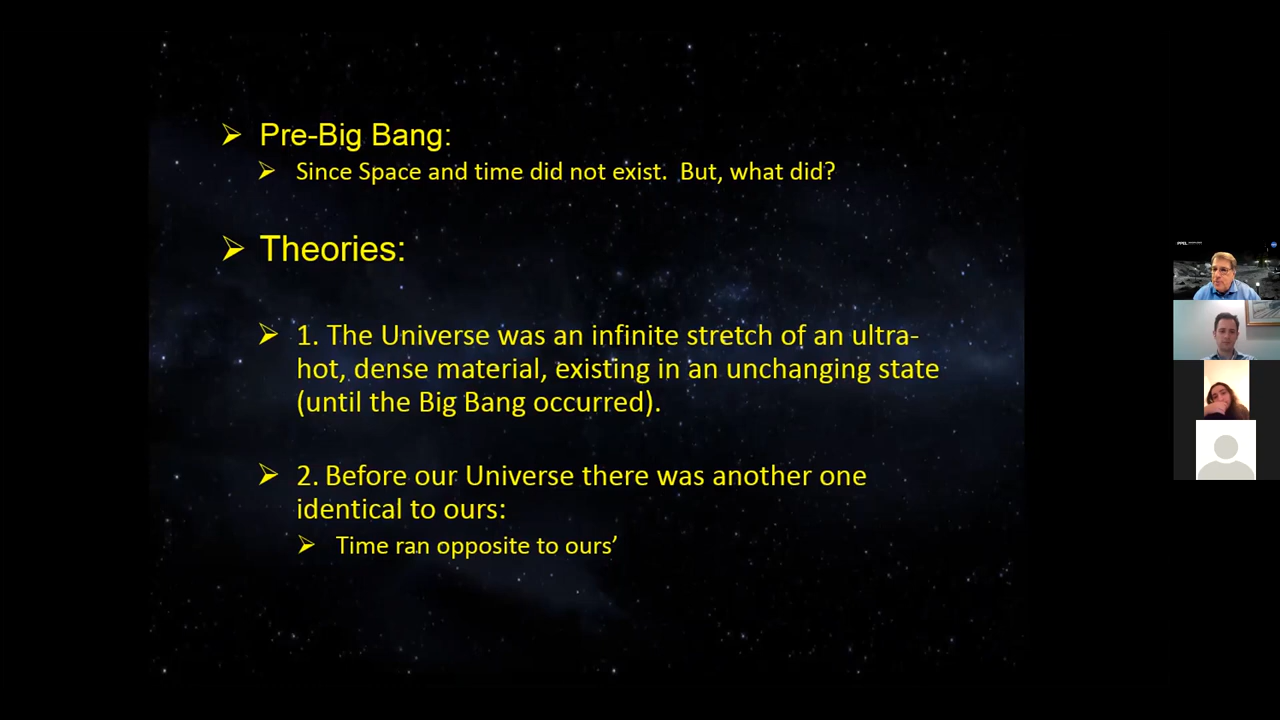 Pre-Big Bang:
Since Space and time did not exist.  But, what did?
Theories:
1. The Universe was an infinite stretch of an ultra-
hot, dense material, existing in an unchanging state
(until the Big Bang occurred).
2. Before our Universe there was another one
identical to ours:
Time ran opposite to ours’